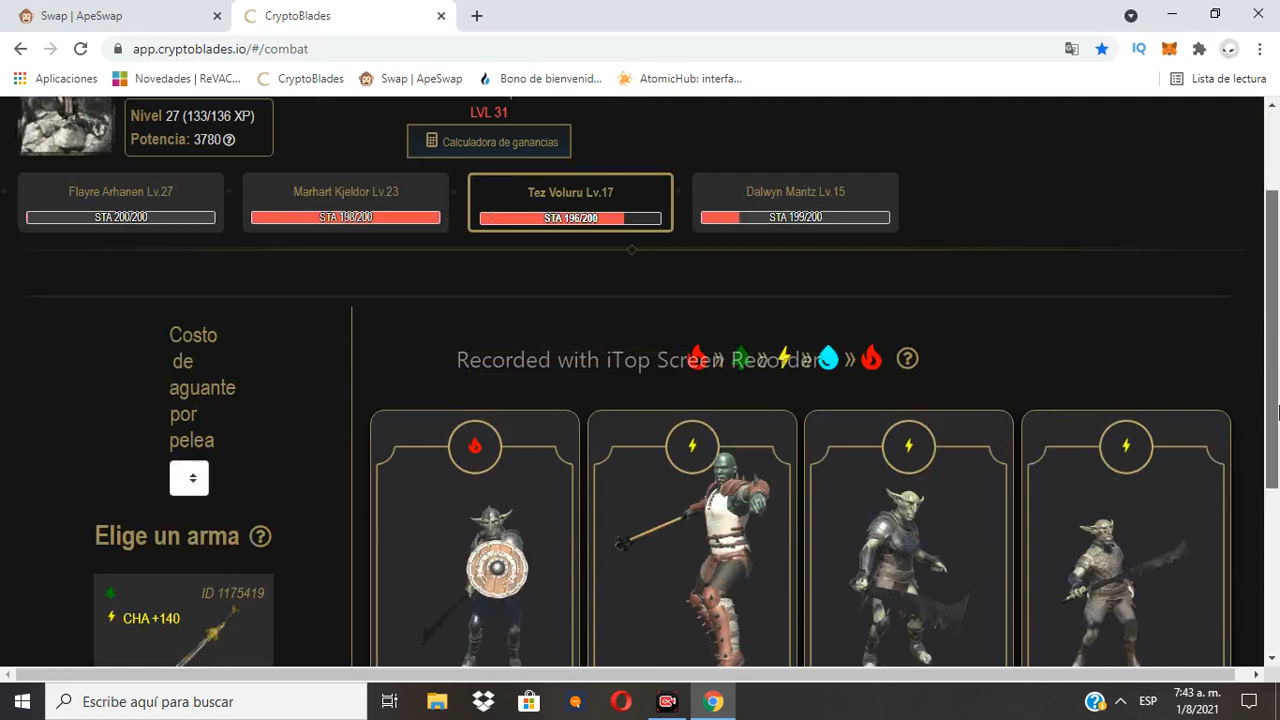 Swap | ApeSwap
CryptoBlades
app.cryptoblades.io/#/combat
Aplicaciones
Novedades | ReVAC...
CryptoBlades
Swap | ApeSwap
Bono de bienvenid...
AtomicHub: interfa...
Lista de lectura
Nivel 27 (133/136 XP)
Potencia: 3780
LVL 31
Calculadora de ganancias
Flayre Arhanen Lv.27
STA 200/200
Marhart Kjeldor Lv.23
STA 198/200
Tez Voluru Lv.17
STA 196/200
Dalwyn Mantz Lv.15
STA 199/200
Costo
de
aguante
por
pelea
Recorded with iTop Screen Recorder
Elige un arma
ID 1175419
CHA +140
Escribe aquí para buscar
ESP
7:43 a. m.
1/8/2021